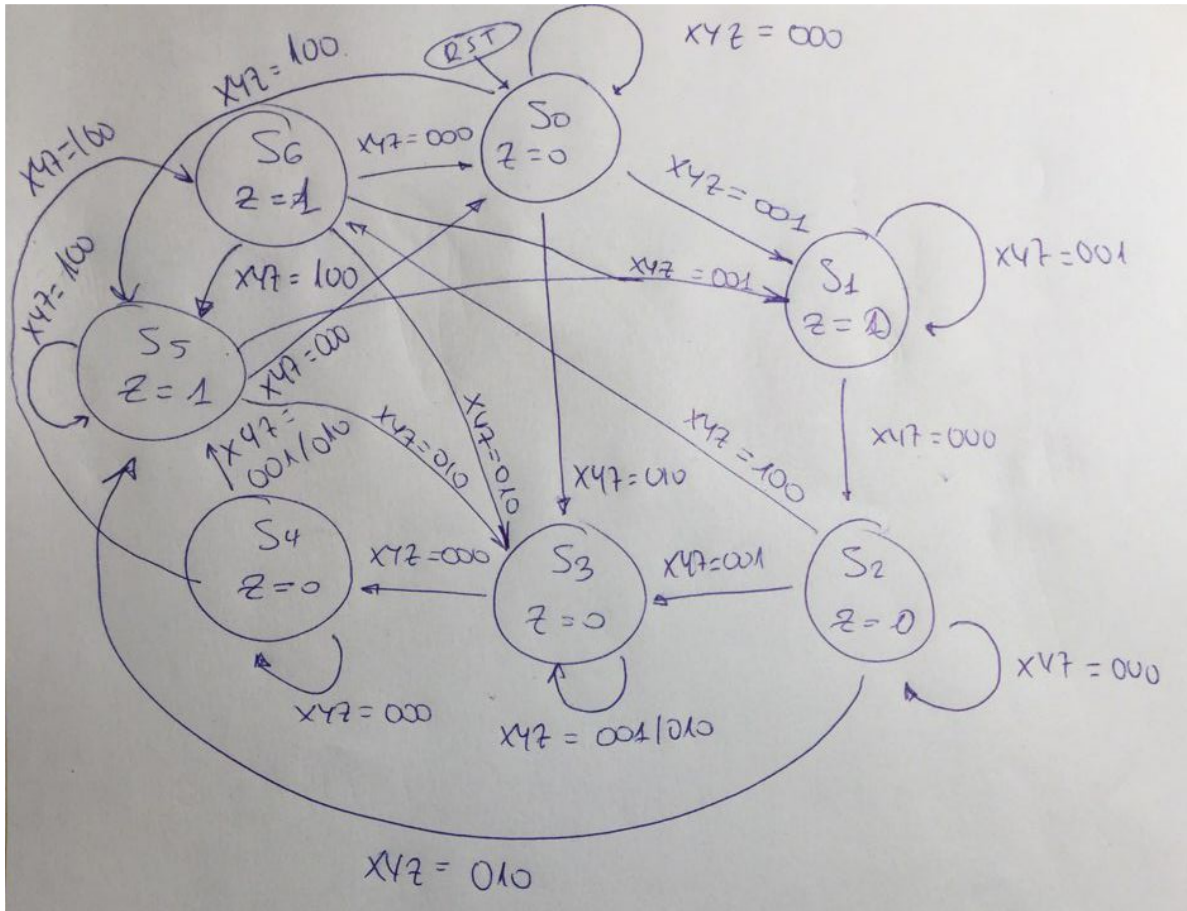 XYZ = 100
RST
XYZ = 000
S0
Z = 0
S6
XYZ = 000
XYZ=100
XYZ = 001
XYZ=100
XYZ = 100
XYZ = 001
S1
XYZ = 001
S5
Z = 1
XYZ=000
XYZ =
001/010
XYZ=010
XYZ=010
XYZ = 100
XYZ = 000
XYZ=010
S4
Z = 0
XYZ=000
S3
Z = 0
XYZ=001
S2
Z = 0
XYZ = 000
XYZ = 000
XYZ = 001/010
XYZ = 010